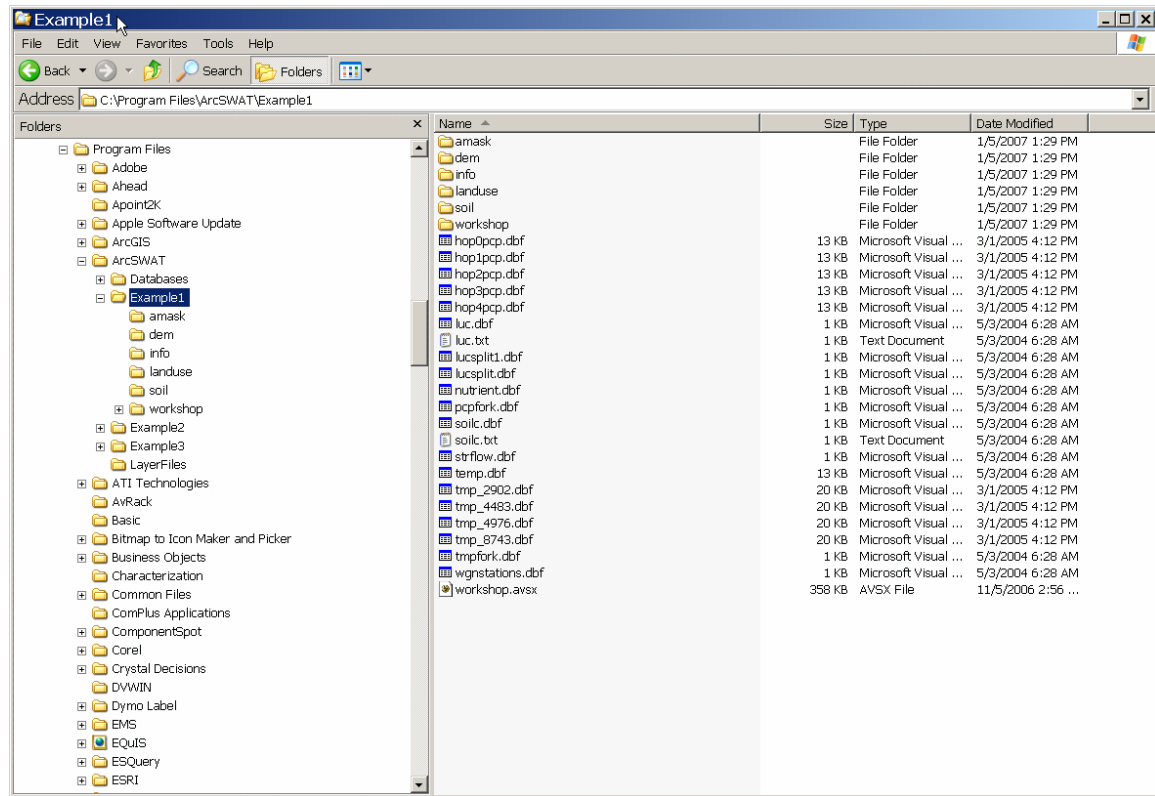 Example1
File Edit View Favorites Tools Help
Back Search Folders
Address C:\Program Files\ArcSWAT\Example1
Folders
Program Files
Adobe
Ahead
Apoint2K
Apple Software Update
ArcGIS
ArcSWAT
Databases
Example1
amask
dem
info
landuse
soil
workshop
Example2
Example3
LayerFiles
ATI Technologies
AvRack
Basic
Bitmap to Icon Maker and Picker
Business Objects
Characterization
Common Files
ComPlus Applications
ComponentSpot
Corel
Crystal Decisions
DVWIN
Dymo Label
EMS
EQuIS
ESQuery
ESRI
Name Size Type Date Modified
amask File Folder 1/5/2007 1:29 PM
dem File Folder 1/5/2007 1:29 PM
info File Folder 1/5/2007 1:29 PM
landuse File Folder 1/5/2007 1:29 PM
soil File Folder 1/5/2007 1:29 PM
workshop File Folder 1/5/2007 1:29 PM
hop0pcp.dbf 13 KB Microsoft Visual ... 3/1/2005 4:12 PM
hop1pcp.dbf 13 KB Microsoft Visual ... 3/1/2005 4:12 PM
hop2pcp.dbf 13 KB Microsoft Visual ... 3/1/2005 4:12 PM
hop3pcp.dbf 13 KB Microsoft Visual ... 3/1/2005 4:12 PM
hop4pcp.dbf 13 KB Microsoft Visual ... 3/1/2005 4:12 PM
luc.dbf 1 KB Microsoft Visual ... 5/3/2004 6:28 AM
luc.txt 1 KB Text Document 5/3/2004 6:28 AM
lucsplit1.dbf 1 KB Microsoft Visual ... 5/3/2004 6:28 AM
lucsplit.dbf 1 KB Microsoft Visual ... 5/3/2004 6:28 AM
nutrient.dbf 1 KB Microsoft Visual ... 5/3/2004 6:28 AM
pcpfork.dbf 1 KB Microsoft Visual ... 5/3/2004 6:28 AM
soilc.dbf 1 KB Microsoft Visual ... 5/3/2004 6:28 AM
soilc.txt 1 KB Text Document 5/3/2004 6:28 AM
strflow.dbf 1 KB Microsoft Visual ... 5/3/2004 6:28 AM
temp.dbf 13 KB Microsoft Visual ... 5/3/2004 6:28 AM
tmp_2902.dbf 20 KB Microsoft Visual ... 3/1/2005 4:12 PM
tmp_4483.dbf 20 KB Microsoft Visual ... 3/1/2005 4:12 PM
tmp_4976.dbf 20 KB Microsoft Visual ... 3/1/2005 4:12 PM
tmp_8743.dbf 20 KB Microsoft Visual ... 3/1/2005 4:12 PM
tmpfork.dbf 1 KB Microsoft Visual ... 5/3/2004 6:28 AM
wgnstations.dbf 1 KB Microsoft Visual ... 5/3/2004 6:28 AM
workshop.avsx 358 KB AVSX File 11/5/2006 2:56 ...